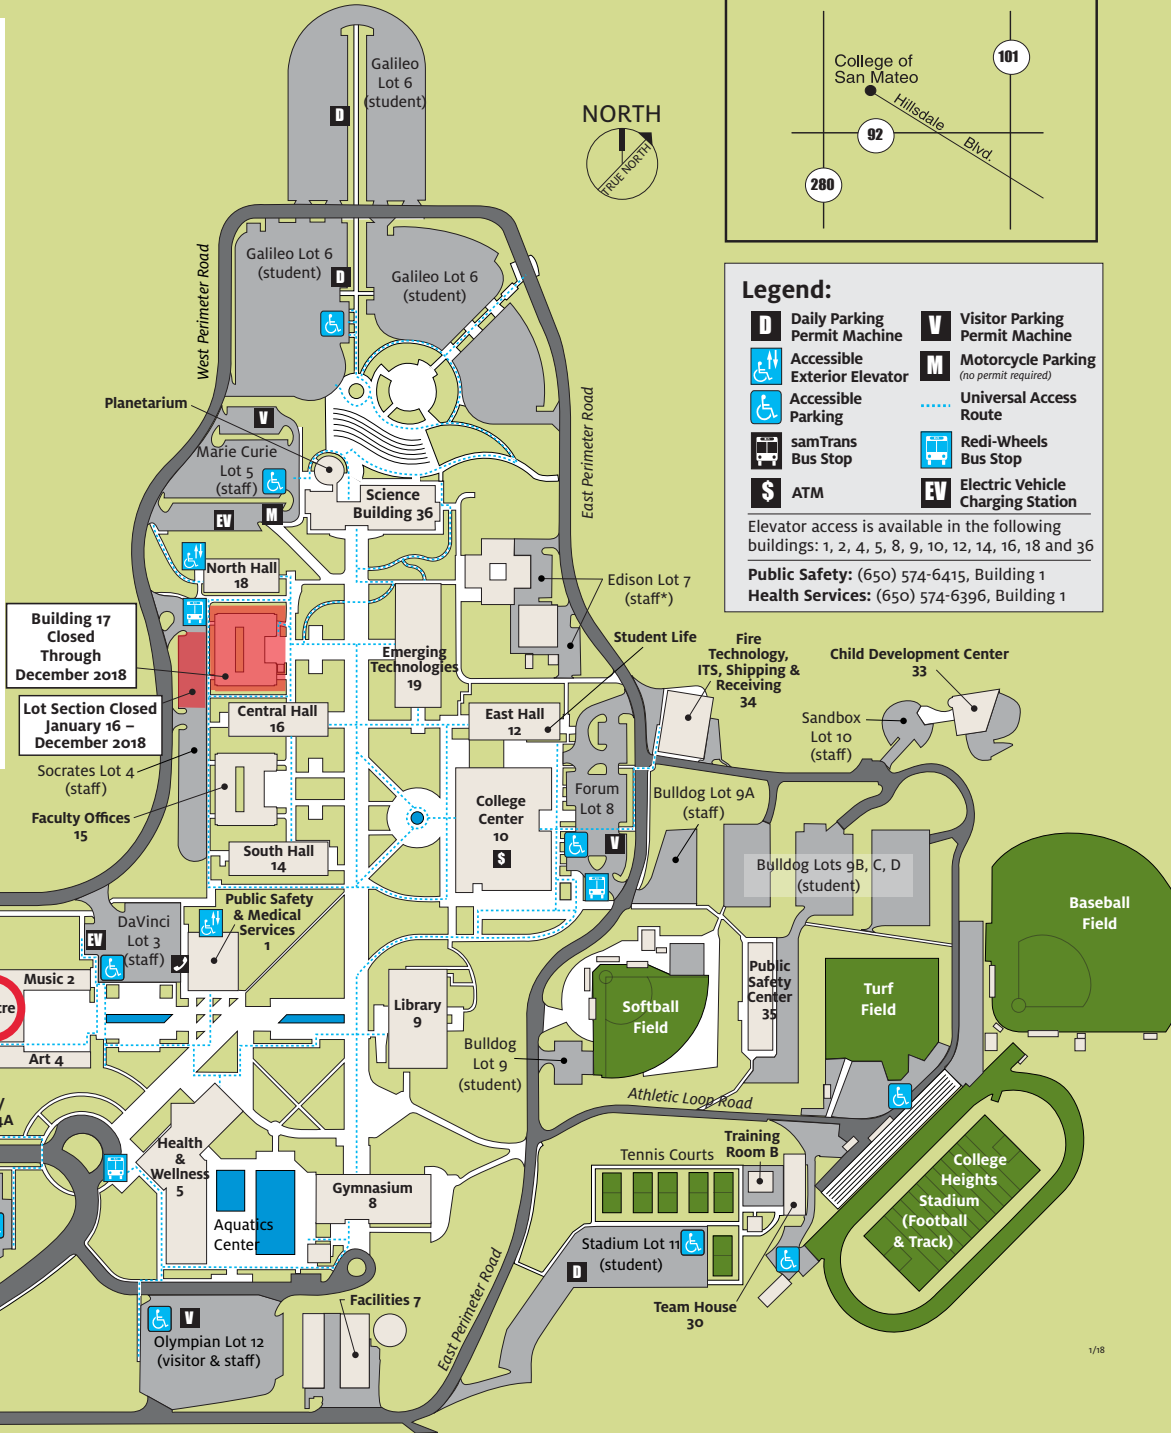 Galileo
Lot 6
(student)
D
NORTH
TRUE NORTH
College of
San Mateo
101
Hillsdale
Blvd.
92
280
West Perimeter Road
Galileo Lot 6
(student)
D
Galileo Lot 6
(student)
East Perimeter Road
Legend:
D
Daily Parking
Permit Machine
V
Visitor Parking
Permit Machine
Accessible
Exterior Elevator
M
Motorcycle Parking
(no permit required)
Accessible
Parking
Universal Access
Route
samTrans
Bus Stop
Redi-Wheels
Bus Stop
$
ATM
EV
Electric Vehicle
Charging Station
Elevator access is available in the following
buildings: 1, 2, 4, 5, 8, 9, 10, 12, 14, 16, 18 and 36
Public Safety: (650) 574-6415, Building 1
Health Services: (650) 574-6396, Building 1
Planetarium
V
Marie Curie
Lot 5
(staff)
EV
M
Science
Building 36
North Hall
18
Building 17
Closed
Through
December 2018
Lot Section Closed
January 16 –
December 2018
Socrates Lot 4
(staff)
Faculty Offices
15
Emerging
Technologies
19
Edison Lot 7
(staff*)
Student Life
Fire
Technology,
ITS, Shipping &
Receiving
34
Child Development Center
33
Sandbox
Lot 10
(staff)
Central Hall
16
East Hall
12
College
Center
10
$
Forum
Lot 8
V
Bulldog Lot 9A
(staff)
Bulldog Lots 9B, C, D
(student)
South Hall
14
Public Safety
& Medical
Services
1
DaVinci
Lot 3
(staff)
EV
Music 2
tre
Art 4
4A
Library
9
Bulldog
Lot 9
(student)
Softball
Field
Public
Safety
Center
35
Turf
Field
Baseball
Field
Athletic Loop Road
Health
&
Wellness
5
Aquatics
Center
Gymnasium
8
Tennis Courts
Training
Room B
College
Heights
Stadium
(Football
& Track)
Stadium Lot 11
(student)
D
Team House
30
East Perimeter Road
Facilities 7
V
Olympian Lot 12
(visitor & staff)
1/18